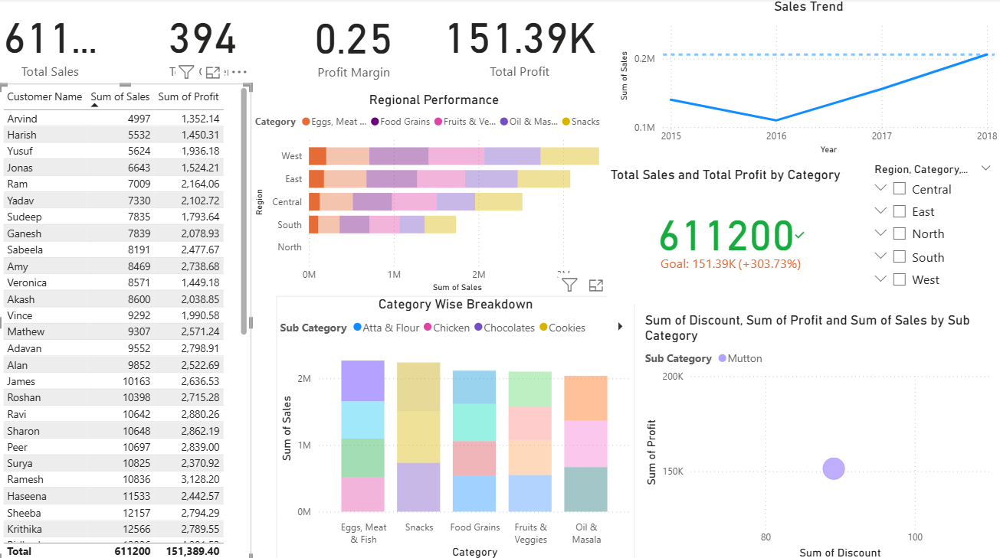 611...
Total Sales
394
0.25
Profit Margin
151.39K
Total Profit
Customer Name Sum of Sales Sum of Profit
Arvind 4997 1,352.14
Harish 5532 1,450.31
Yusuf 5624 1,936.18
Jonas 6643 1,524.21
Ram 7009 2,164.06
Yadav 7330 2,102.72
Sudeep 7835 1,793.64
Ganesh 7839 2,078.93
Sabeela 8191 2,477.67
Amy 8469 2,738.68
Veronica 8571 1,449.18
Akash 8600 2,038.85
Vince 9292 1,990.58
Mathew 9307 2,571.24
Adavan 9552 2,798.91
Alan 9852 2,522.69
James 10163 2,636.53
Roshan 10398 2,715.28
Ravi 10642 2,880.26
Sharon 10648 2,862.19
Peer 10697 2,839.00
Surya 10825 2,370.92
Ramesh 10836 3,128.20
Haseena 11533 2,442.57
Sheeba 12157 2,794.29
Krithika 12566 2,789.55
Total 611200 151,389.40
Regional Performance
Category Eggs, Meat ... Food Grains Fruits & Ve... Oil & Mas... Snacks
Region
West
East
Central
South
North
0M 1M 2M
Sum of Sales
Category Wise Breakdown
Sub Category Atta & Flour Chicken Chocolates Cookies
Sum of Sales
2M
1M
0M
Eggs, Meat & Fish
Snacks
Food Grains
Fruits & Veggies
Oil & Masala
Category
Sales Trend
Sum of Sales
0.2M
0.1M
2015 2016 2017 2018
Year
Total Sales and Total Profit by Category
611200
Goal: 151.39K (+303.73%)
Region, Category,...
Central
East
North
South
West
Sum of Discount, Sum of Profit and Sum of Sales by Sub
Category
Sub Category Mutton
Sum of Profit
200K
150K
80 100
Sum of Discount